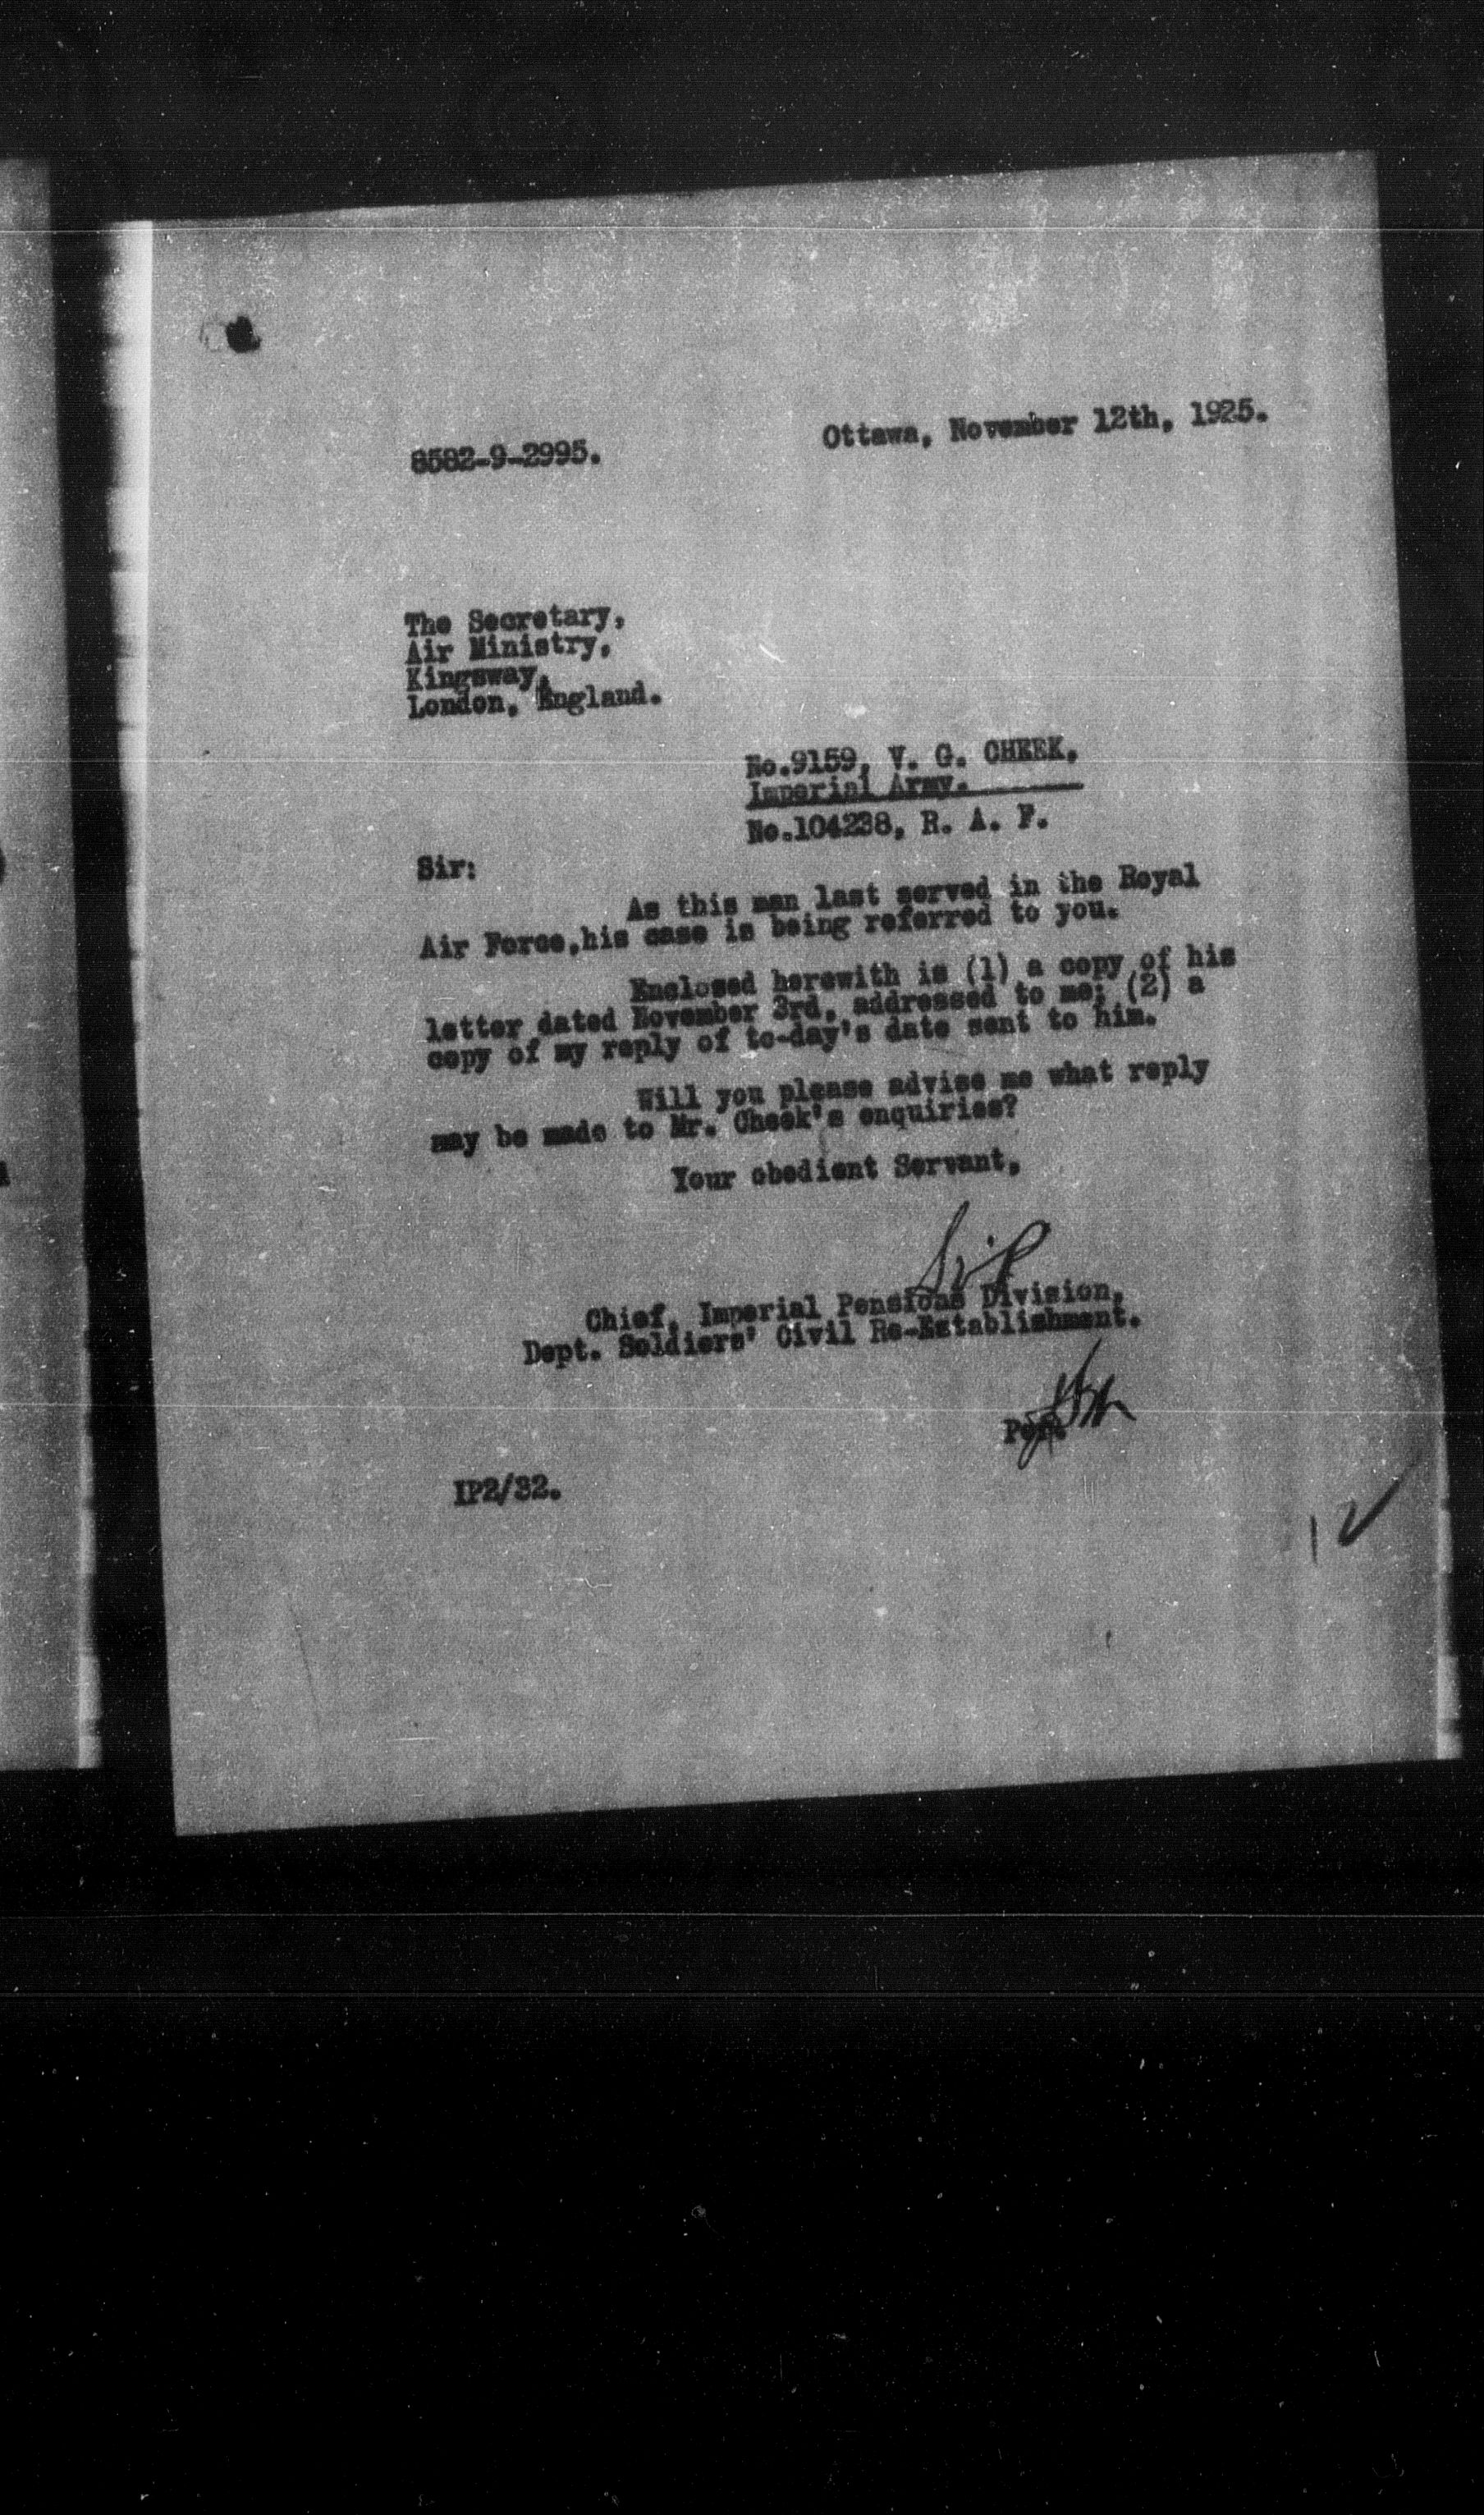 8582-9-2995.
Ottawa, November 12th, 1925.
The Secretary,
Air Ministry,
Kingsway,
London, England.
No.9159, V. G. CHEEK,
Imperial Army.
No.104238, R. A. F.
Sir:
As this man last served in the Royal
Air Force,his case is being referred to you.
Enclosed herewith is (1) a copy of his
letter dated November 3rd, addressed to me; (2) a
copy of my reply of to-day's date sent to him.
Will you please advise me what reply
may be made to Mr. Cheek's enquiries?
Your obedient Servant,
Chief, Imperial Pensions Division,
Dept. Soldiers' Civil Re-Establishment.
Per.
IP2/32.
12